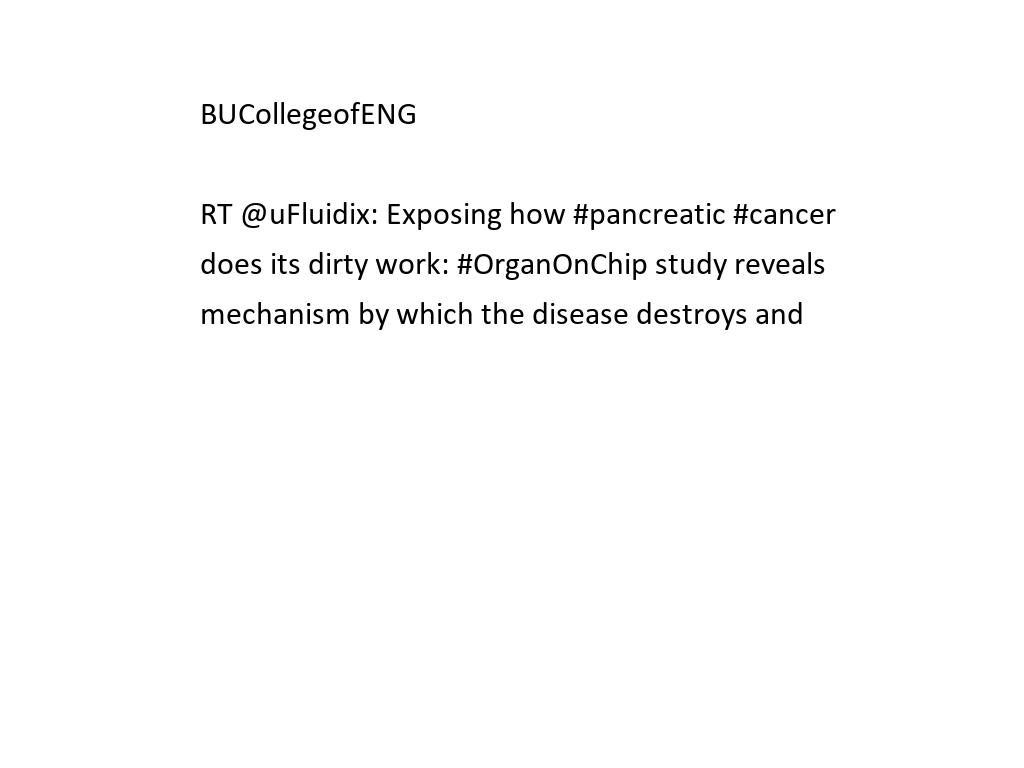 BUCollegeofENG
RT @uFluidix: Exposing how #pancreatic #cancer
does its dirty work: #OrganOnChip study reveals
mechanism by which the disease destroys and